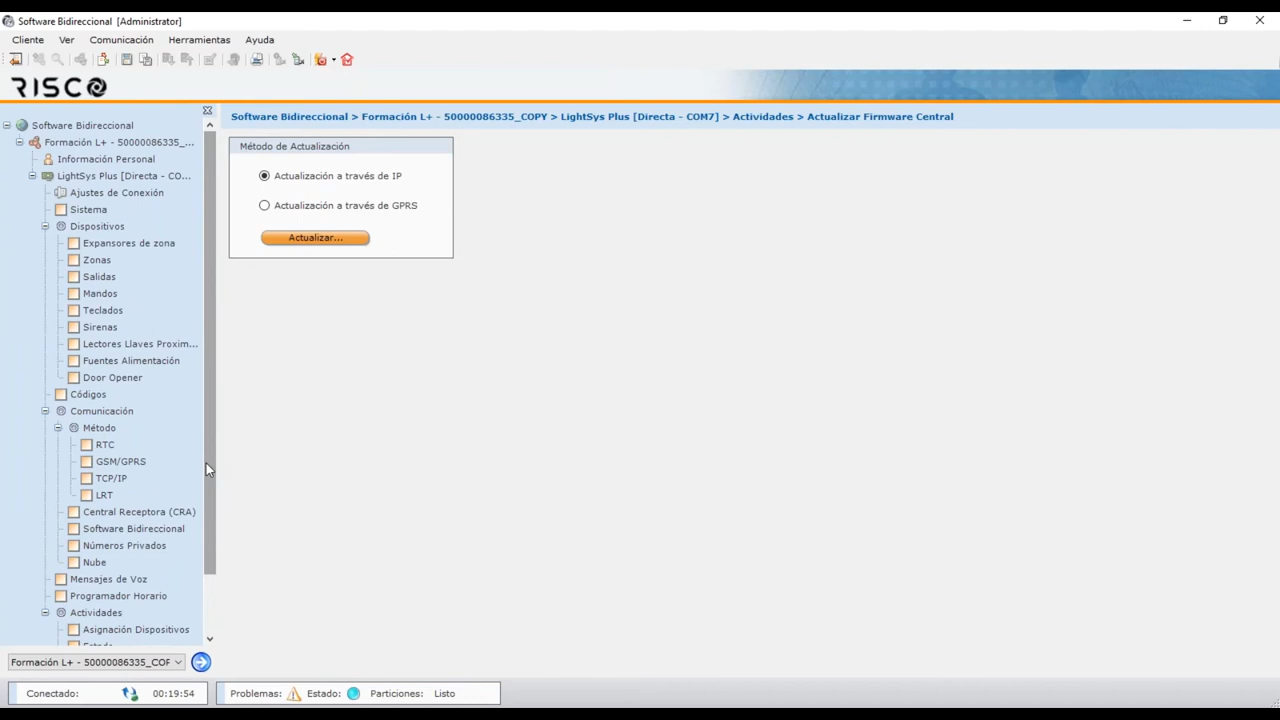 Software Bidireccional [Administrator]
Cliente Ver Comunicación Herramientas Ayuda
RISCO
Software Bidireccional > Formación L+ - 50000086335_COPY > LightSys Plus [Directa - COM7] > Actividades > Actualizar Firmware Central
Software Bidireccional
Formación L+ - 50000086335_...
Información Personal
LightSys Plus [Directa - CO...
Ajustes de Conexión
Sistema
Dispositivos
Expansores de zona
Zonas
Salidas
Mandos
Teclados
Sirenas
Lectores Llaves Proxim...
Fuentes Alimentación
Door Opener
Códigos
Comunicación
Método
RTC
GSM/GPRS
TCP/IP
LRT
Central Receptora (CRA)
Software Bidireccional
Números Privados
Nube
Mensajes de Voz
Programador Horario
Actividades
Asignación Dispositivos
Método de Actualización
Actualización a través de IP
Actualización a través de GPRS
Actualizar...
Formación L+ - 50000086335_COP
Conectado: 00:19:54
Problemas: Estado: Particiones: Listo